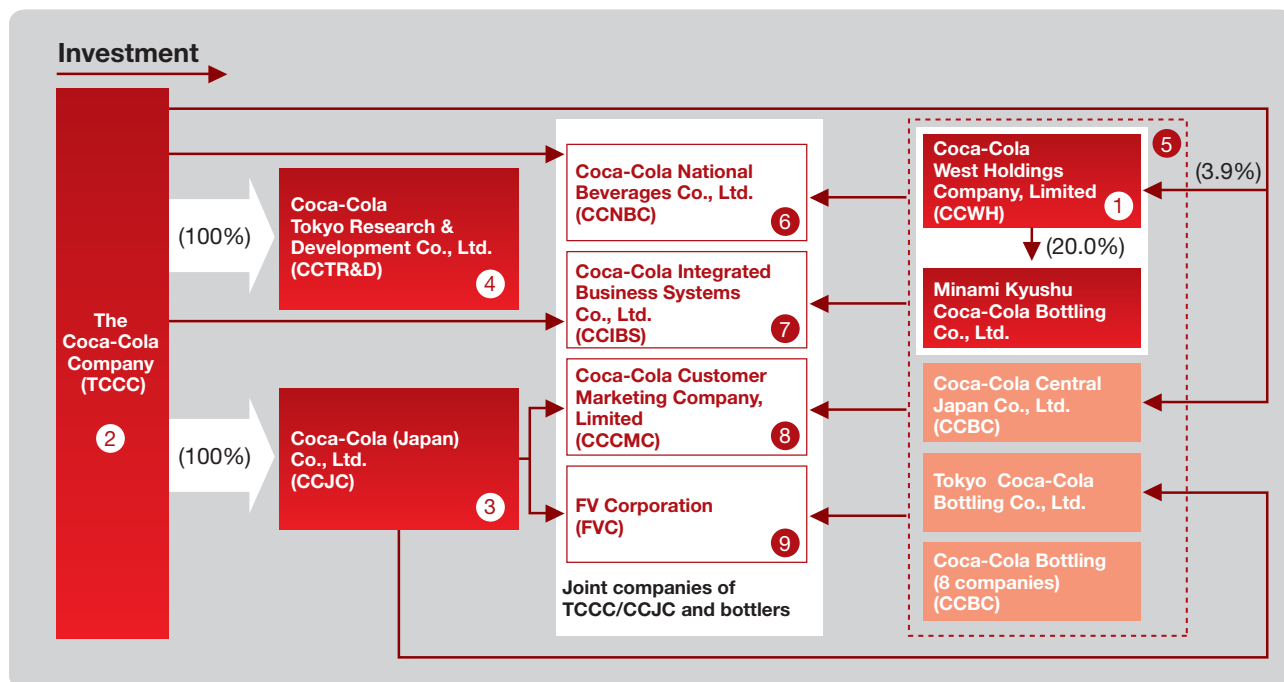 Investment
The
Coca-Cola
Company
(TCCC)
2
(100%)
Coca-Cola
Tokyo Research &
Development Co., Ltd.
(CCTR&D)
4
(100%)
Coca-Cola (Japan)
Co., Ltd.
(CCJC)
3
Coca-Cola National
Beverages Co., Ltd.
(CCNBC)
6
Coca-Cola Integrated
Business Systems
Co., Ltd.
(CCIBS)
7
Coca-Cola Customer
Marketing Company,
Limited
(CCCMC)
8
FV Corporation
(FVC)
9
Joint companies of
TCCC/CCJC and bottlers
5
Coca-Cola
West Holdings
Company, Limited
(CCWH)
1
(3.9%)
(20.0%)
Minami Kyushu
Coca-Cola Bottling
Co., Ltd.
Coca-Cola Central
Japan Co., Ltd.
(CCBC)
Tokyo Coca-Cola
Bottling Co., Ltd.
Coca-Cola Bottling
(8 companies)
(CCBC)